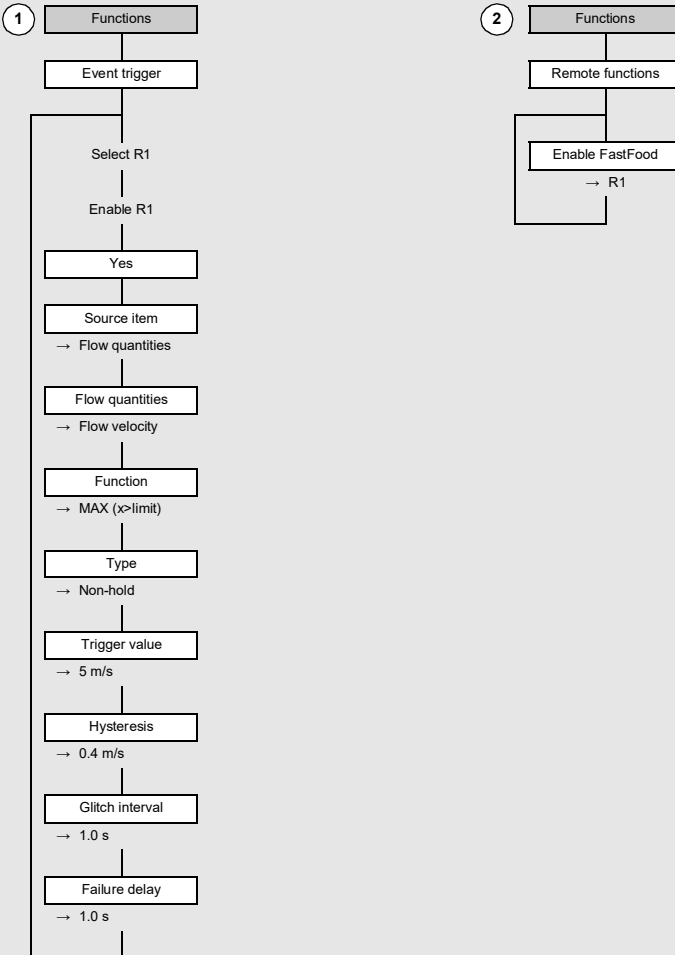 1
Functions
Event trigger
Select R1
Enable R1
Yes
Source item
→ Flow quantities
Flow quantities
→ Flow velocity
Function
→ MAX (x>limit)
Type
→ Non-hold
Trigger value
→ 5 m/s
Hysteresis
→ 0.4 m/s
Glitch interval
→ 1.0 s
Failure delay
→ 1.0 s
2
Functions
Remote functions
Enable FastFood
→ R1